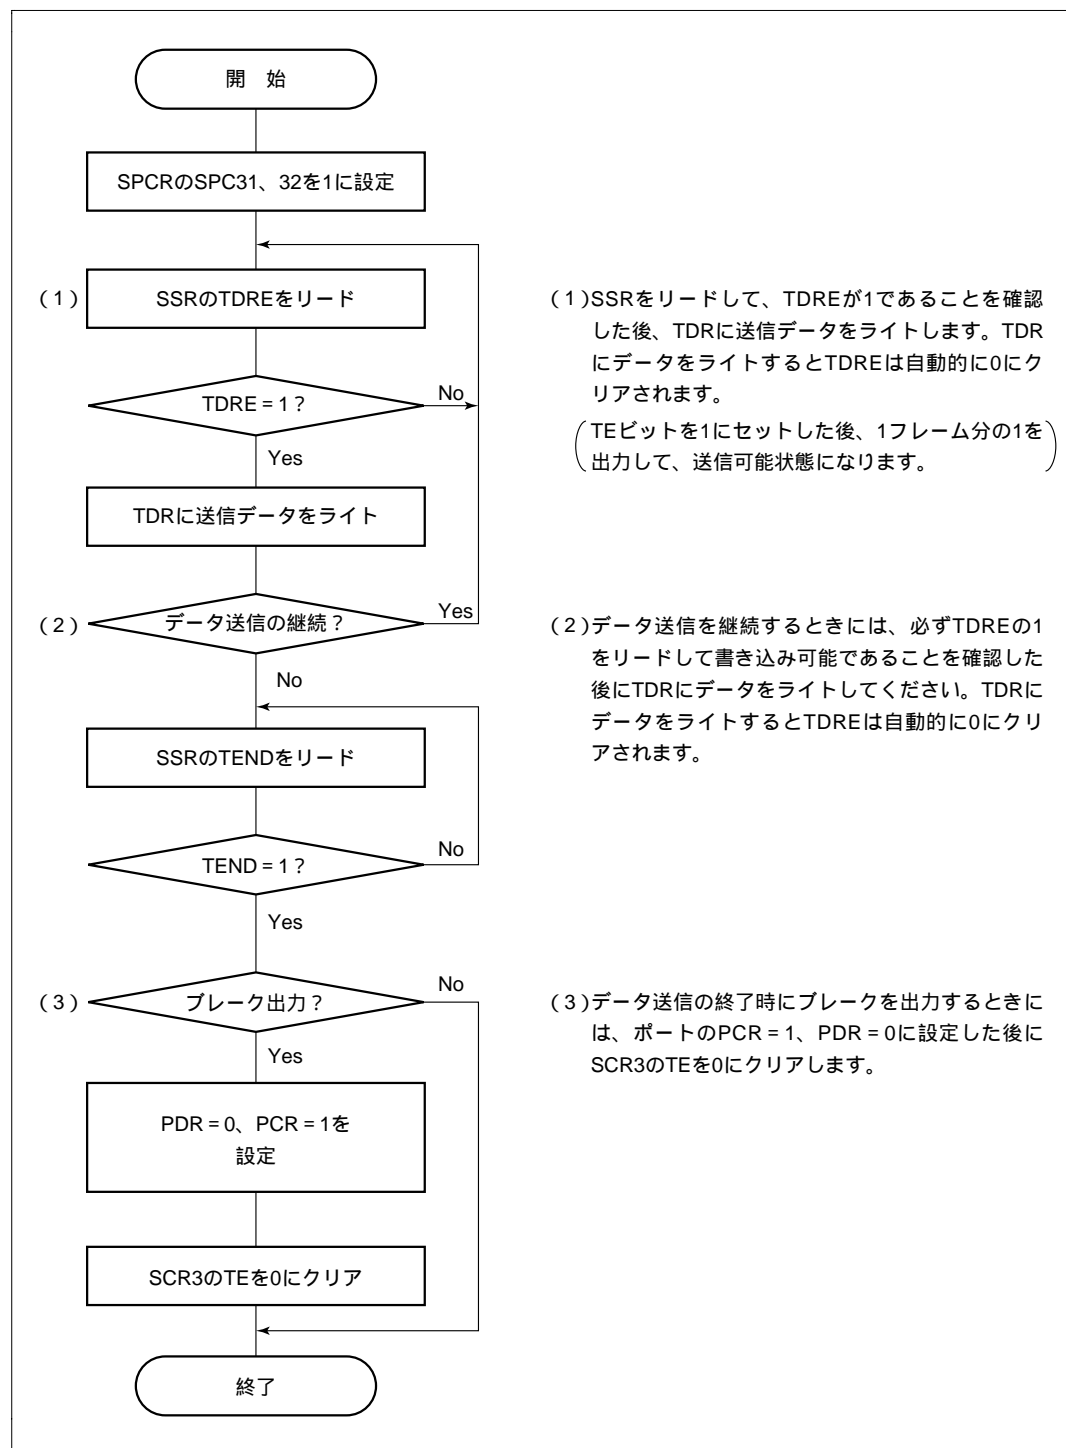 開 始
SPCRのSPC31、32を1に設定
(1)
SSRのTDREをリード
TDRE = 1?
No
Yes
TDRに送信データをライト
(2)
データ送信の継続?
Yes
No
SSRのTENDをリード
TEND = 1?
No
Yes
(3)
ブレーク出力?
No
Yes
PDR = 0、PCR = 1を
設定
SCR3のTEを0にクリア
終了
(1)SSRをリードして、TDREが1であることを確認
した後、TDRに送信データをライトします。TDR
にデータをライトするとTDREは自動的に0にク
リアされます。
(TEビットを1にセットした後、1フレーム分の1を
出力して、送信可能状態になります。)
(2)データ送信を継続するときには、必ずTDREの1
をリードして書き込み可能であることを確認した
後にTDRにデータをライトしてください。TDRに
データをライトするとTDREは自動的に0にクリ
アされます。
(3)データ送信の終了時にブレークを出力するときに
は、ポートのPCR = 1、PDR = 0に設定した後に
SCR3のTEを0にクリアします。